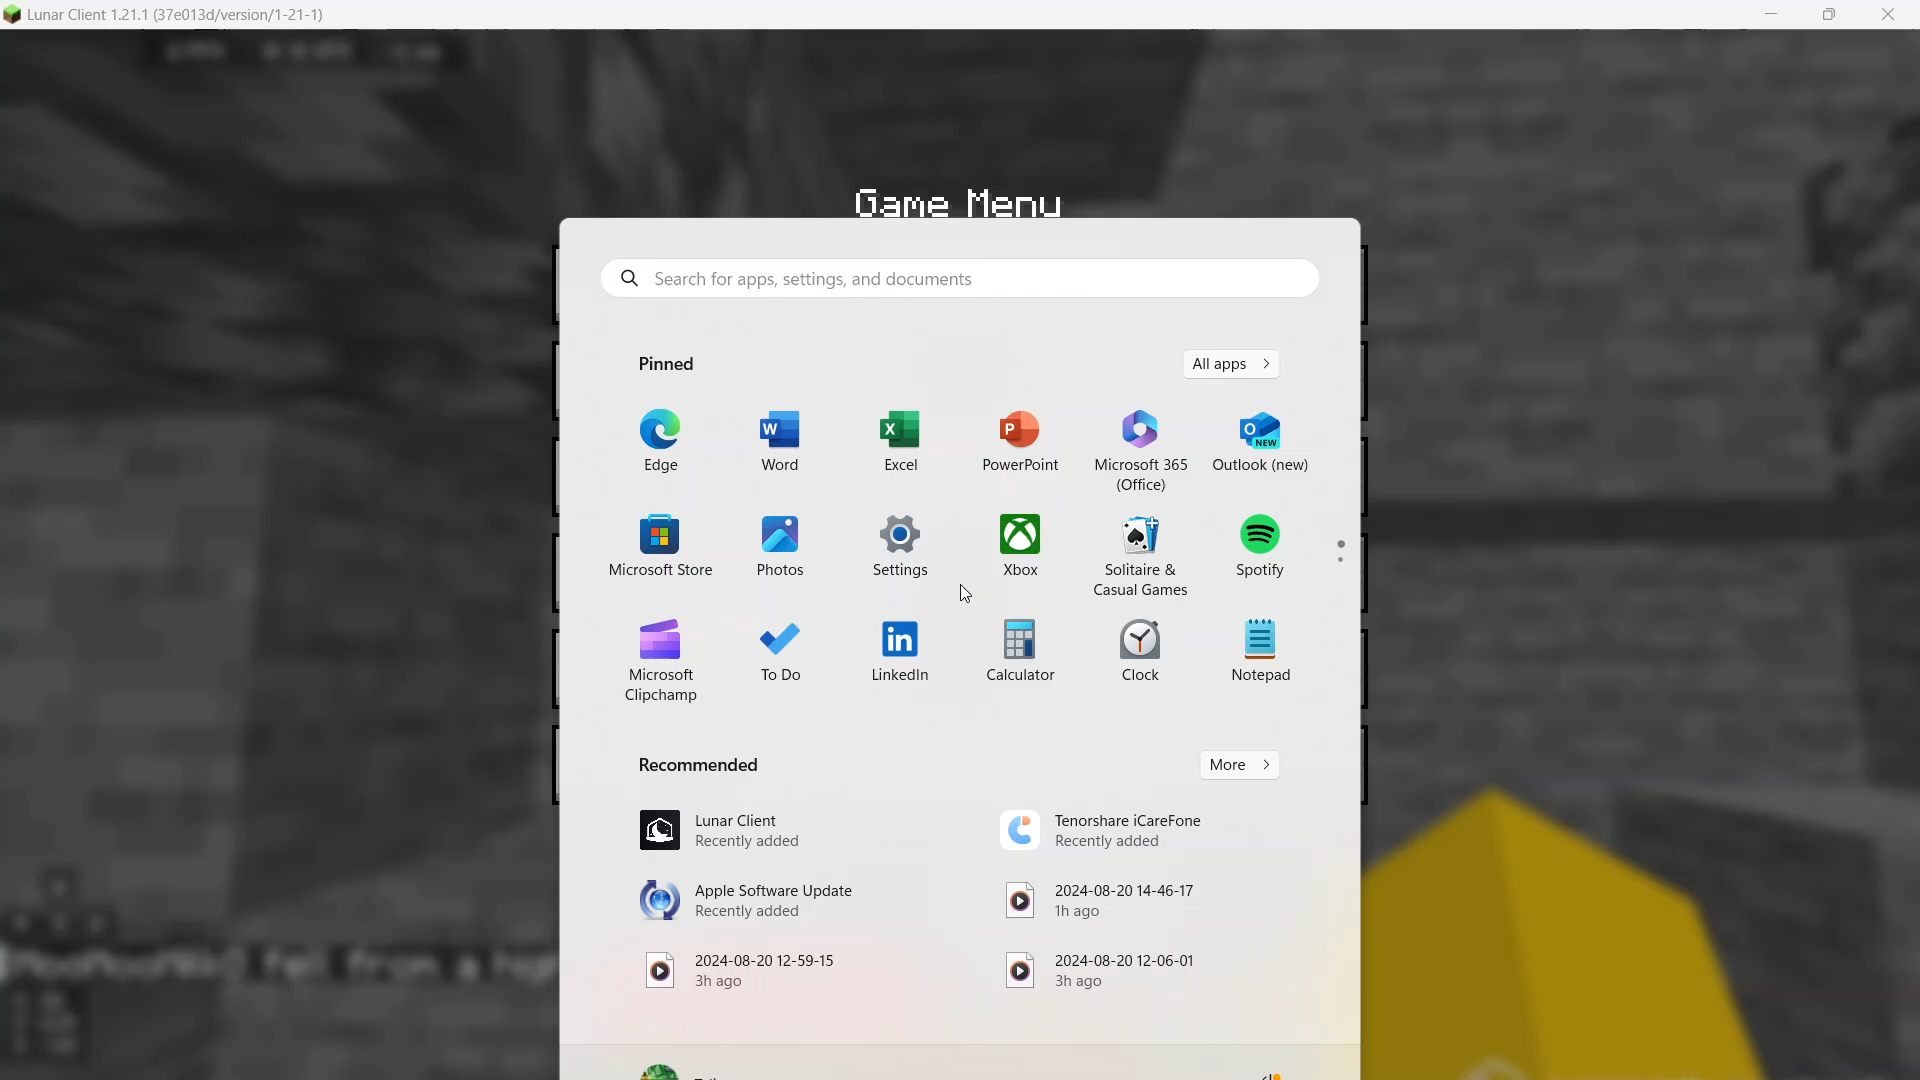 Lunar Client 1.21.1 (37e013d/version/1-21-1)
Game Menu
Search for apps, settings, and documents
Pinned
All apps
Edge
Word
Excel
PowerPoint
Microsoft 365
(Office)
Outlook (new)
Microsoft Store
Photos
Settings
Xbox
Solitaire &
Casual Games
Spotify
Microsoft
Clipchamp
To Do
LinkedIn
Calculator
Clock
Notepad
Recommended
More
Lunar Client
Recently added
Tenorshare iCareFone
Recently added
Apple Software Update
Recently added
2024-08-20 14-46-17
1h ago
2024-08-20 12-59-15
3h ago
2024-08-20 12-06-01
3h ago
fell from a